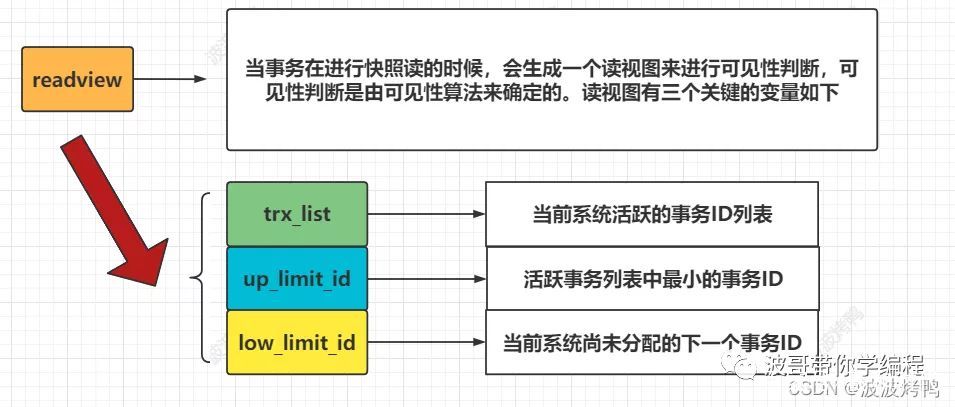 readview
当事务在进行快照读的时候，会生成一个读视图来进行可见性判断，可
见性判断是由可见性算法来确定的。读视图有三个关键的变量如下
trx_list
当前系统活跃的事务ID列表
up_limit_id
活跃事务列表中最小的事务ID
low_limit_id
当前系统尚未分配的下一个事务ID
波哥带你学编程
CSDN @波波烤鸭
波波烤鸭